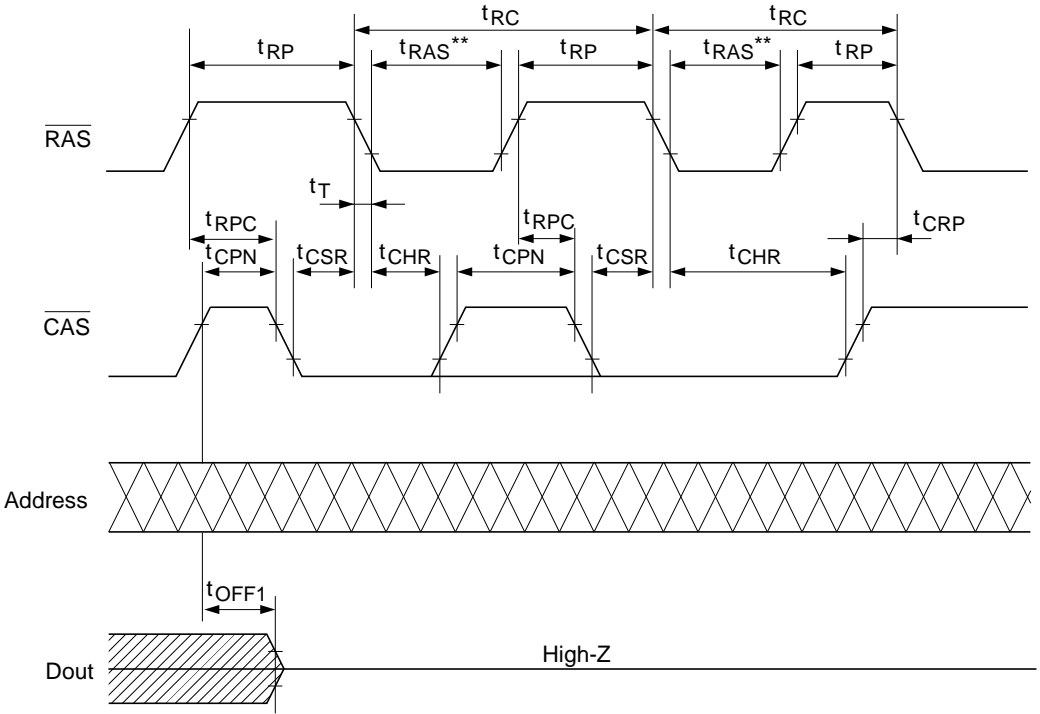 tRC tRC
tRP tRAS** tRP tRAS** tRP
RAS
tT
tRPC tRPC tCRP
tCPN tCSR tCHR tCPN tCSR tCHR
CAS
Address
tOFF1
High-Z
Dout